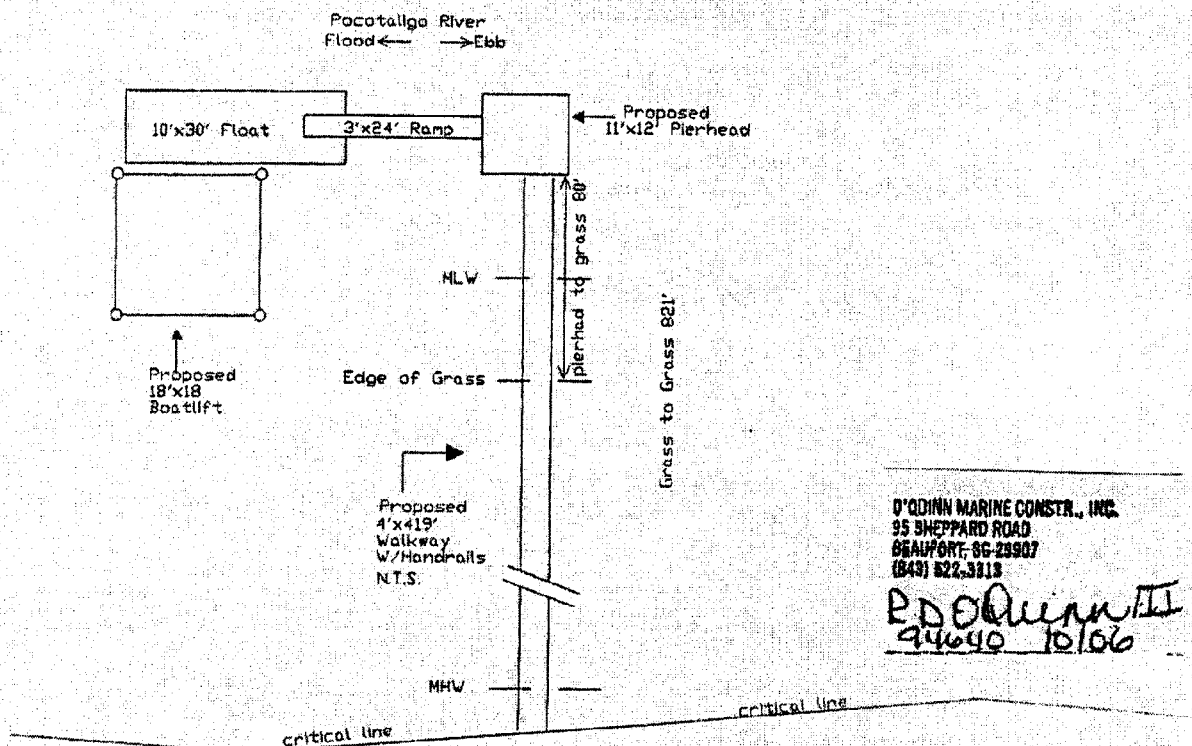 Pocotaligo River
Flood Ebb
10'x30' Float
3'x24' Ramp
Proposed
11'x12' Pierhead
pierhead to grass 80'
MLW
Grass to Grass 821'
Edge of Grass
Proposed
18'x18
Boatlift
Proposed
4'x419'
Walkway
W/Handrails
N.T.S.
O'QUINN MARINE CONSTR., INC.
95 SHEPPARD ROAD
BEAUFORT, SC 29907
(843) 522-3313
R D O'Quinn III
94640 10/06
MHW
critical line
critical line